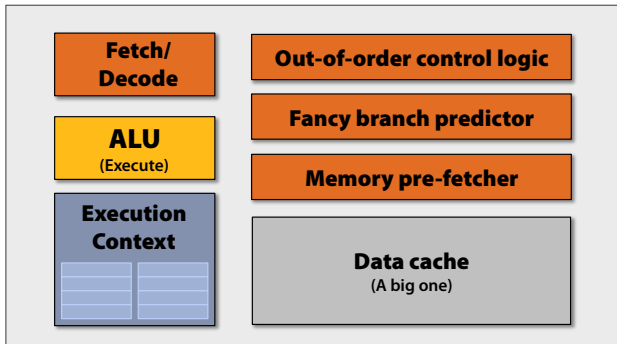 Fetch/
Decode
ALU
(Execute)
Execution
Context
Out-of-order control logic
Fancy branch predictor
Memory pre-fetcher
Data cache
(A big one)